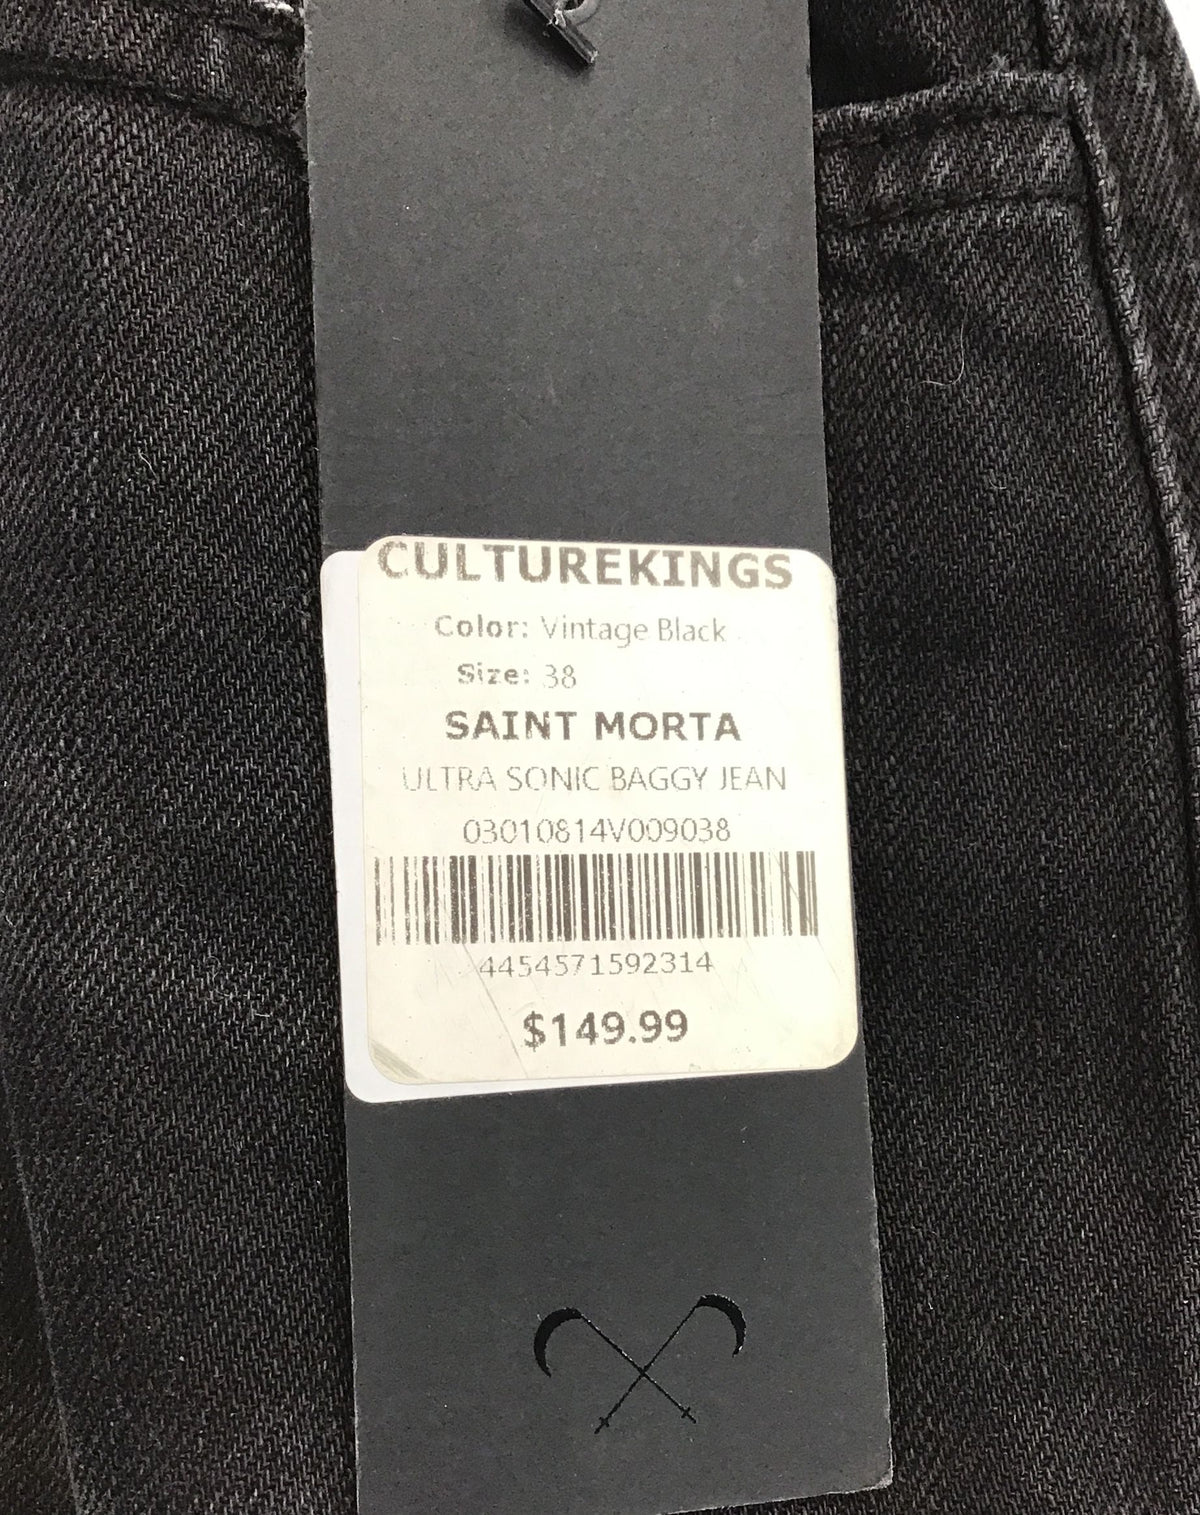 CULTUREKINGS
Color: Vintage Black
Size: 38
SAINT MORTA
ULTRA SONIC BAGGY JEAN
03010814V009038
4454571592314
$149.99